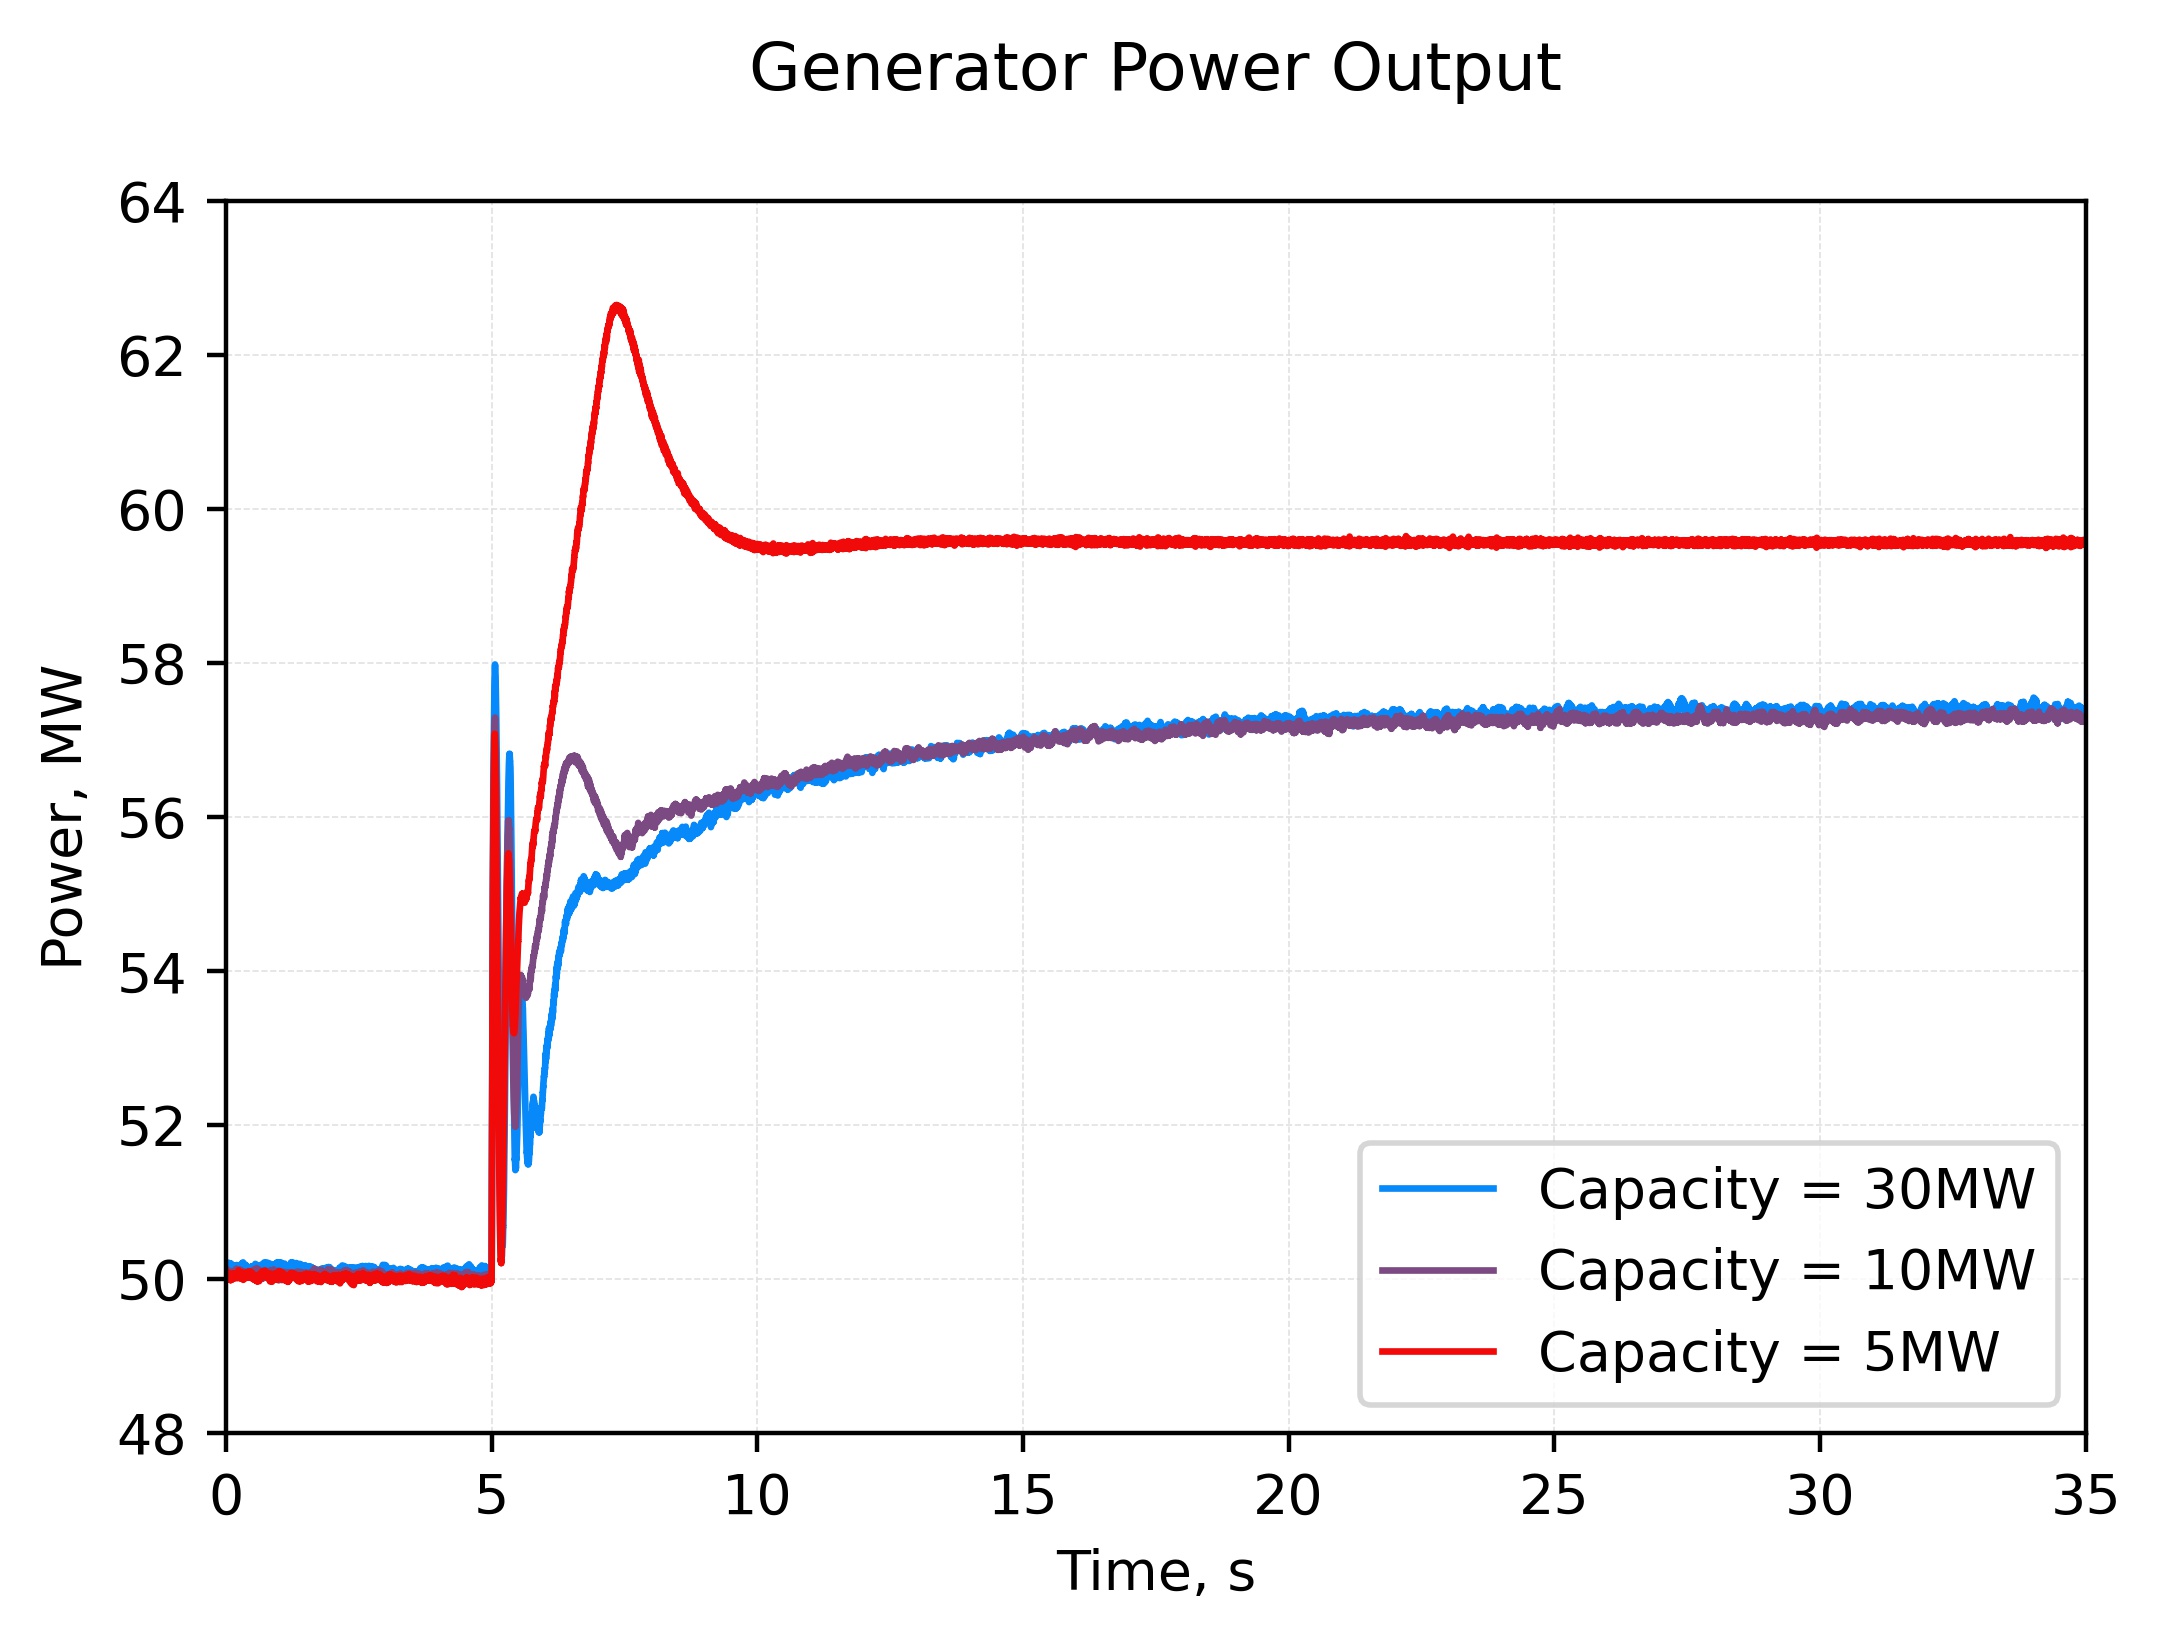 Generator Power Output
64
62
60
58
56
54
52
50
48
Power, MW
0 5 10 15 20 25 30 35
Time, s
Capacity = 30MW
Capacity = 10MW
Capacity = 5MW